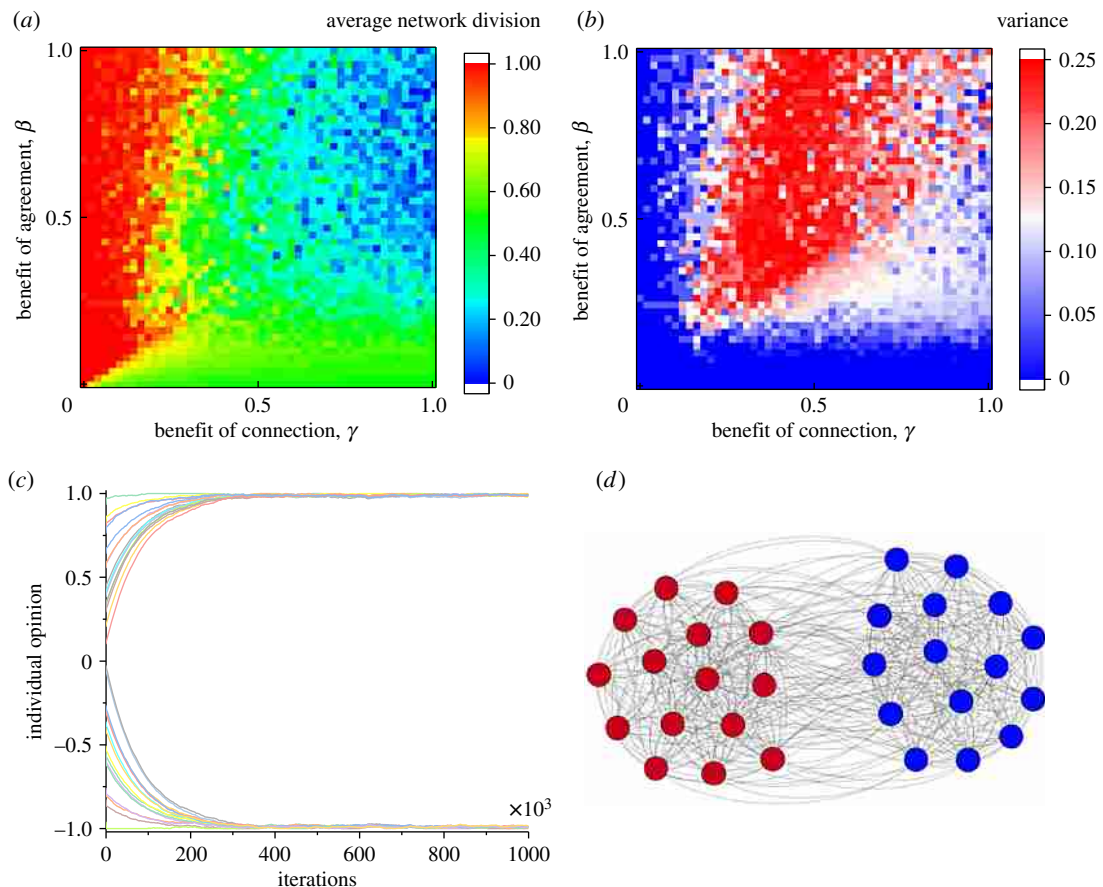 (a)
average network division
benefit of agreement, β
1.0
0.5
0
0.5
1.0
benefit of connection, γ
1.00
0.80
0.60
0.40
0.20
0
(b)
variance
benefit of agreement, β
1.0
0.5
0
0.5
1.0
benefit of connection, γ
0.25
0.20
0.15
0.10
0.05
0
(c)
individual opinion
1.0
0.5
0
−0.5
−1.0
0
200
400
600
800
1000
×10³
iterations
(d)